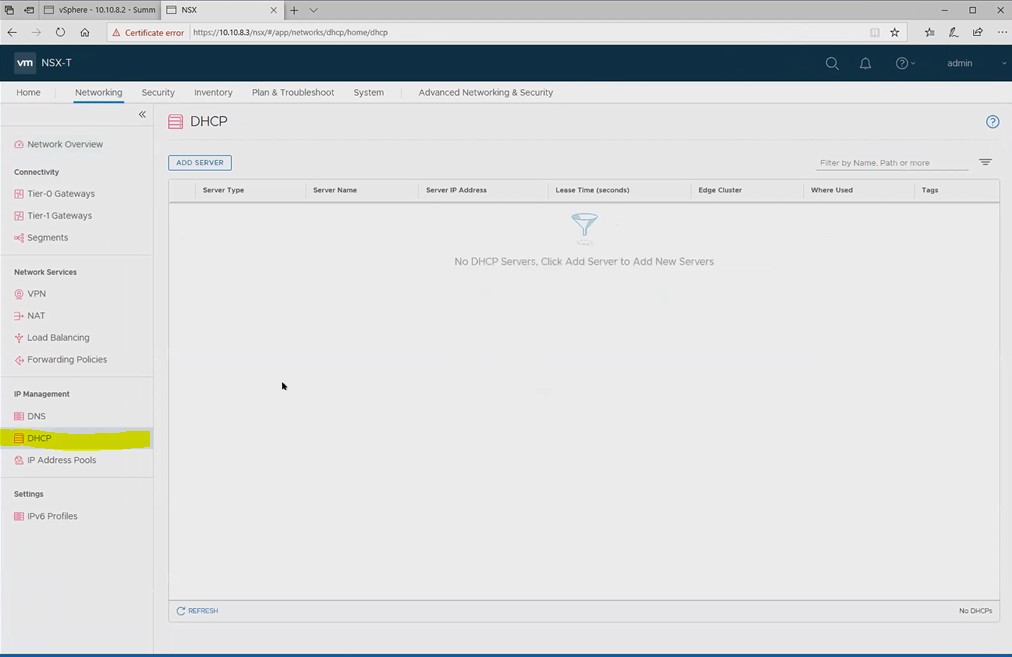 vSphere - 10.10.8.2 - Summ
NSX
Certificate error
https://10.10.8.3/nsx/#/app/networks/dhcp/home/dhcp
vm NSX-T
admin
Home Networking Security Inventory Plan & Troubleshoot System Advanced Networking & Security
DHCP
Network Overview
Connectivity
Tier-0 Gateways
Tier-1 Gateways
Segments
Network Services
VPN
NAT
Load Balancing
Forwarding Policies
IP Management
DNS
DHCP
IP Address Pools
Settings
IPv6 Profiles
ADD SERVER
Filter by Name, Path or more
Server Type Server Name Server IP Address Lease Time (seconds) Edge Cluster Where Used Tags
No DHCP Servers, Click Add Server to Add New Servers
REFRESH
No DHCPs